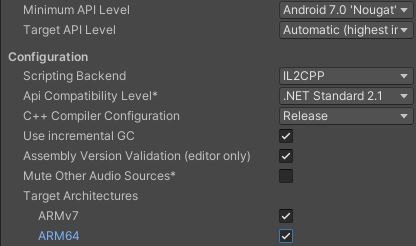 Minimum API Level
Android 7.0 'Nougat'
Target API Level
Automatic (highest in
Configuration
Scripting Backend
IL2CPP
Api Compatibility Level*
.NET Standard 2.1
C++ Compiler Configuration
Release
Use incremental GC
Assembly Version Validation (editor only)
Mute Other Audio Sources*
Target Architectures
ARMv7
ARM64